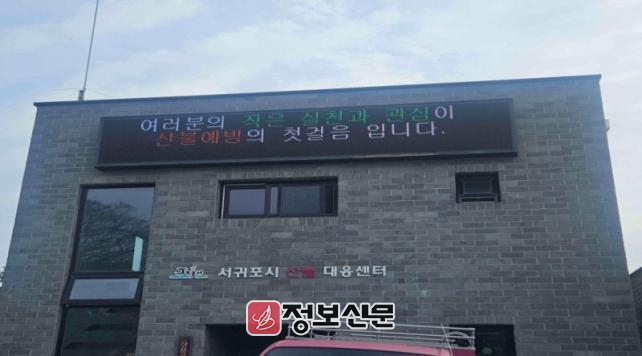 여러분의 작은 실천과 관심이
산불예방의 첫걸음 입니다.
서귀포시 산불 대응센터
정보신문